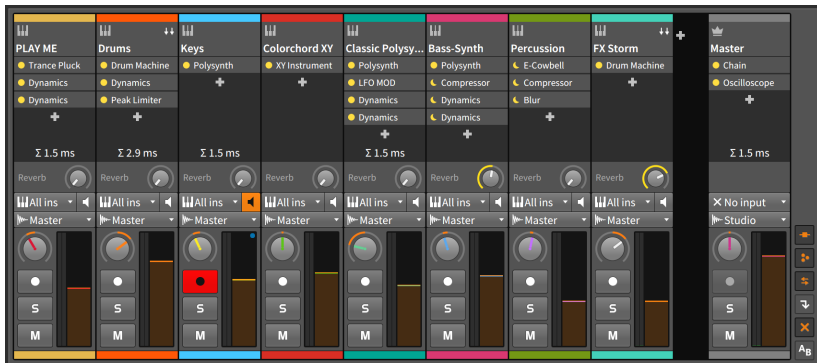 PLAY ME Drums Keys Colorchord XY Classic Polysy... Bass-Synth Percussion FX Storm Master
Trance Pluck Drum Machine Polysynth XY Instrument Polysynth Polysynth E-Cowbell Drum Machine Chain
Dynamics Dynamics LFO MOD Compressor Compressor Oscilloscope
Dynamics Peak Limiter Dynamics Dynamics Blur
Dynamics Dynamics
Σ 1.5 ms Σ 2.9 ms Σ 1.5 ms Σ 1.5 ms Σ 1.5 ms
Reverb Reverb Reverb Reverb Reverb Reverb Reverb Reverb
All ins All ins All ins All ins All ins All ins All ins All ins No input
Master Master Master Master Master Master Master Master Studio
S S S S S S S S S
M M M M M M M M M
AB